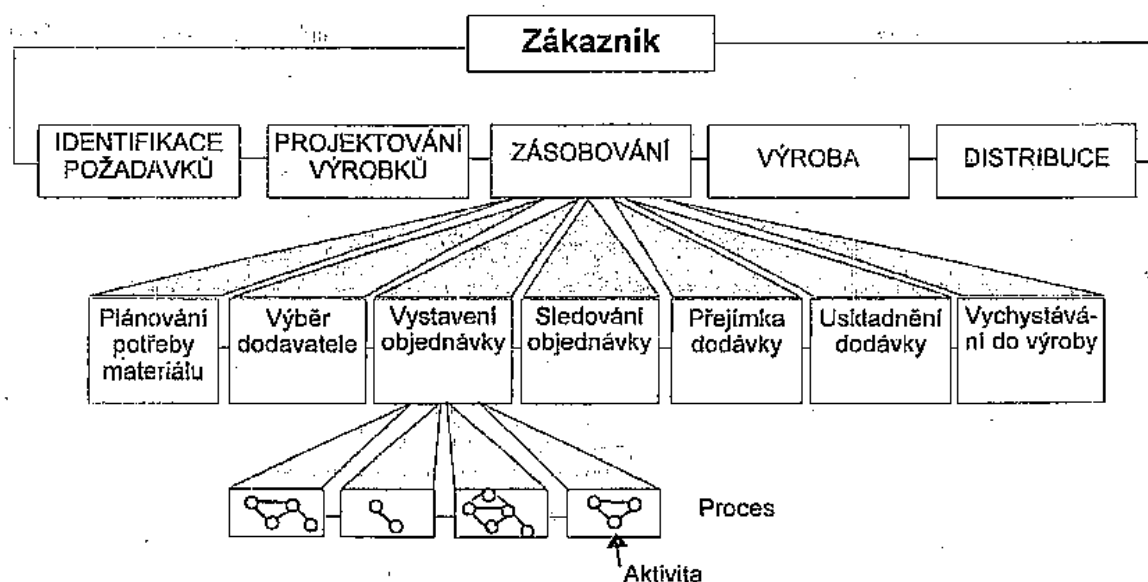 Zákazník
IDENTIFIKACE
POŽADAVKŮ
PROJEKTOVÁNÍ
VÝROBKŮ
ZÁSOBOVÁNÍ
VÝROBA
DISTRIBUCE
Plánování
potřeby
materiálu
Výběr
dodavatele
Vystavení
objednávky
Sledování
objednávky
Přejímka
dodávky
Uskladnění
dodávky
Vychystává-
ní do výroby
Proces
Aktivita